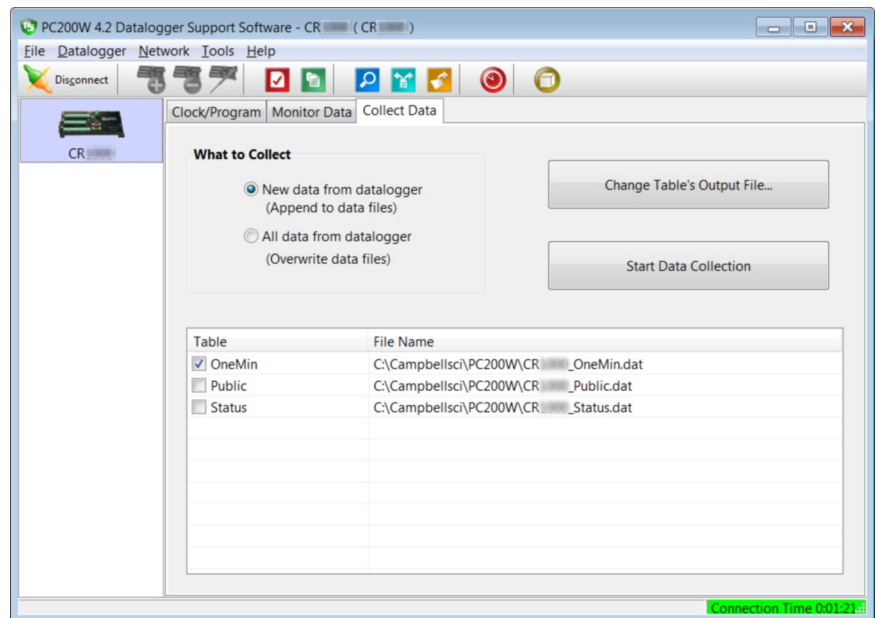 PC200W 4.2 Datalogger Support Software - CR ( CR )
File Datalogger Network Tools Help
Disconnect
CR
Clock/Program Monitor Data Collect Data
What to Collect
New data from datalogger
(Append to data files)
All data from datalogger
(Overwrite data files)
Change Table's Output File...
Start Data Collection
Table File Name
OneMin C:\Campbellsci\PC200W\CR _OneMin.dat
Public C:\Campbellsci\PC200W\CR _Public.dat
Status C:\Campbellsci\PC200W\CR _Status.dat
Connection Time 0:01:21